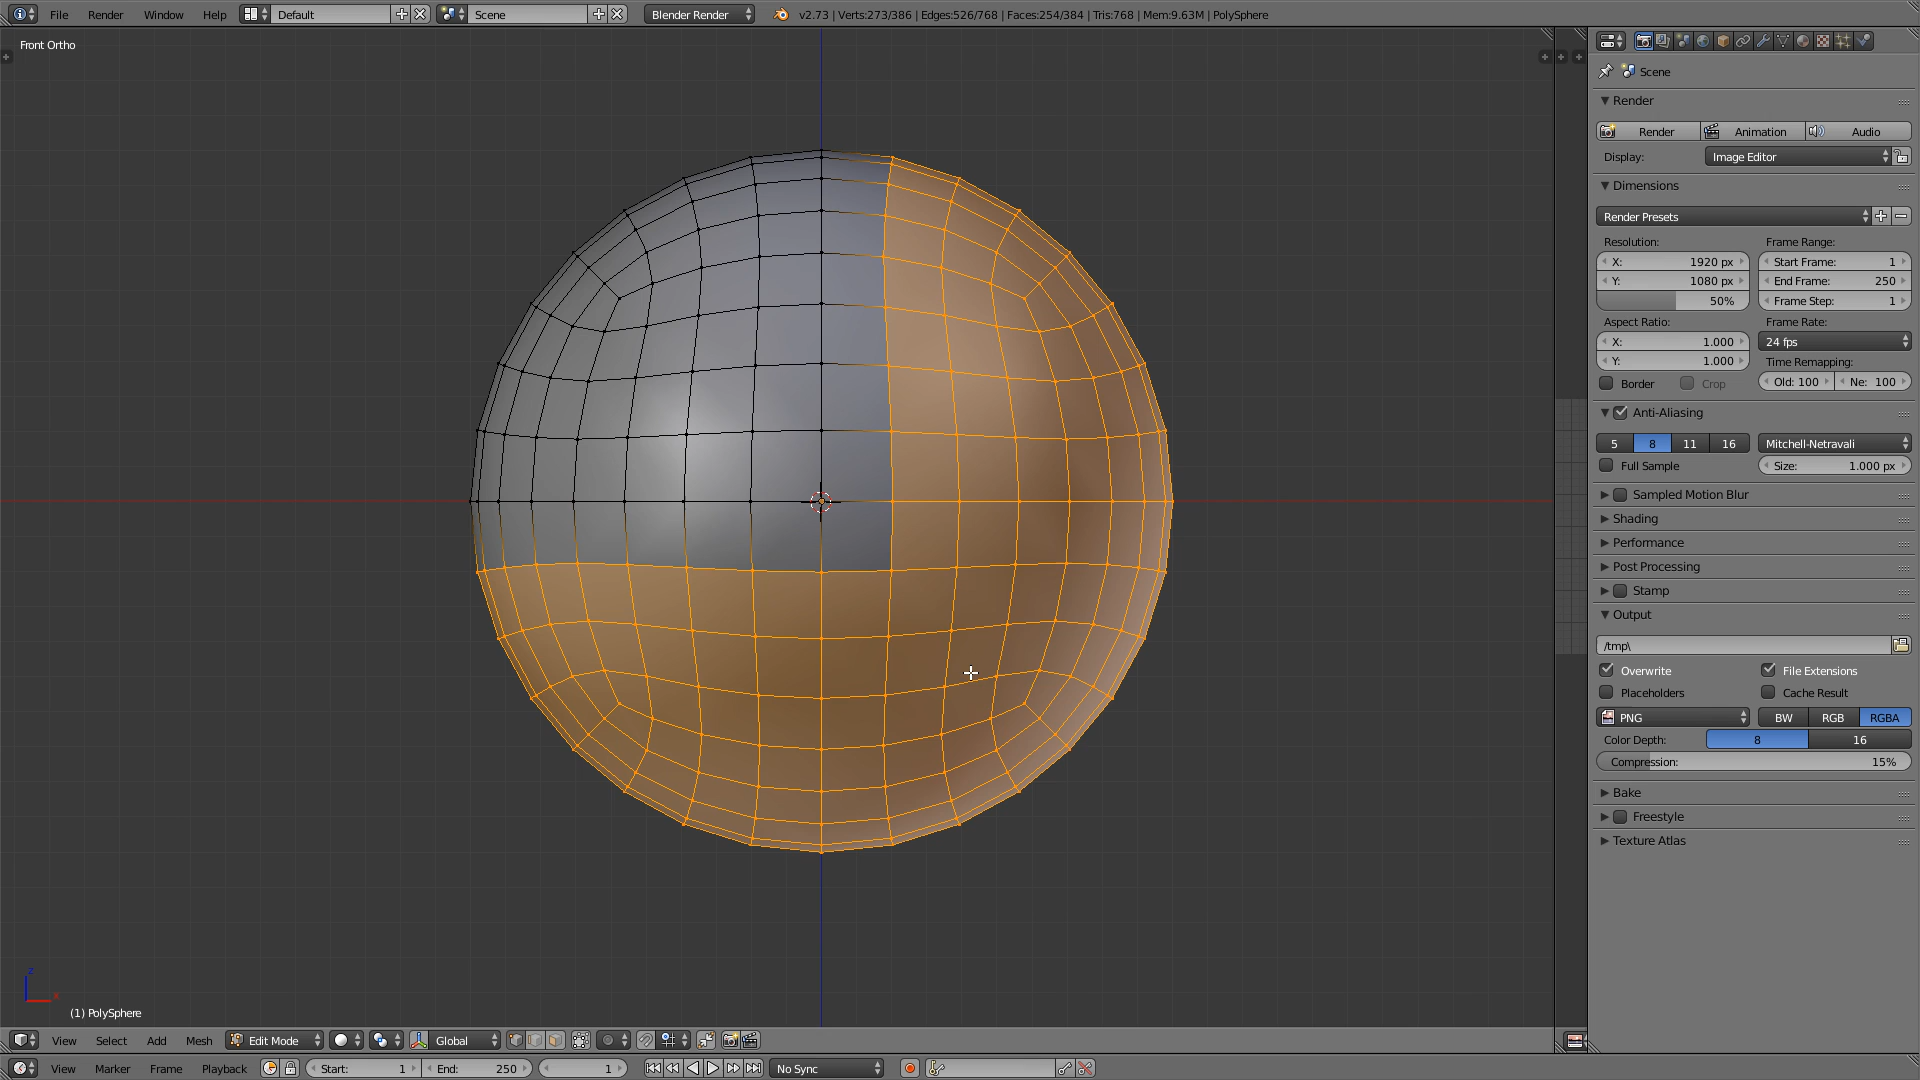 File Render Window Help Default Scene Blender Render v2.73 | Verts:273/386 | Edges:526/768 | Faces:254/384 | Tris:768 | Mem:9.63M | PolySphere
Front Ortho
Scene
Render
Render Animation Audio
Display: Image Editor
Dimensions
Render Presets
Resolution: Frame Range:
X: 1920 px Start Frame: 1
Y: 1080 px End Frame: 250
50% Frame Step: 1
Aspect Ratio: Frame Rate:
X: 1.000 24 fps
Y: 1.000 Time Remapping:
Border Crop Old: 100 Ne: 100
Anti-Aliasing
5 8 11 16 Mitchell-Netravali
Full Sample Size: 1.000 px
Sampled Motion Blur
Shading
Performance
Post Processing
Stamp
Output
/tmp\
Overwrite File Extensions
Placeholders Cache Result
PNG BW RGB RGBA
Color Depth: 8 16
Compression: 15%
Bake
Freestyle
Texture Atlas
z
x
(1) PolySphere
View Select Add Mesh Edit Mode Global
View Marker Frame Playback Start: 1 End: 250 1 No Sync